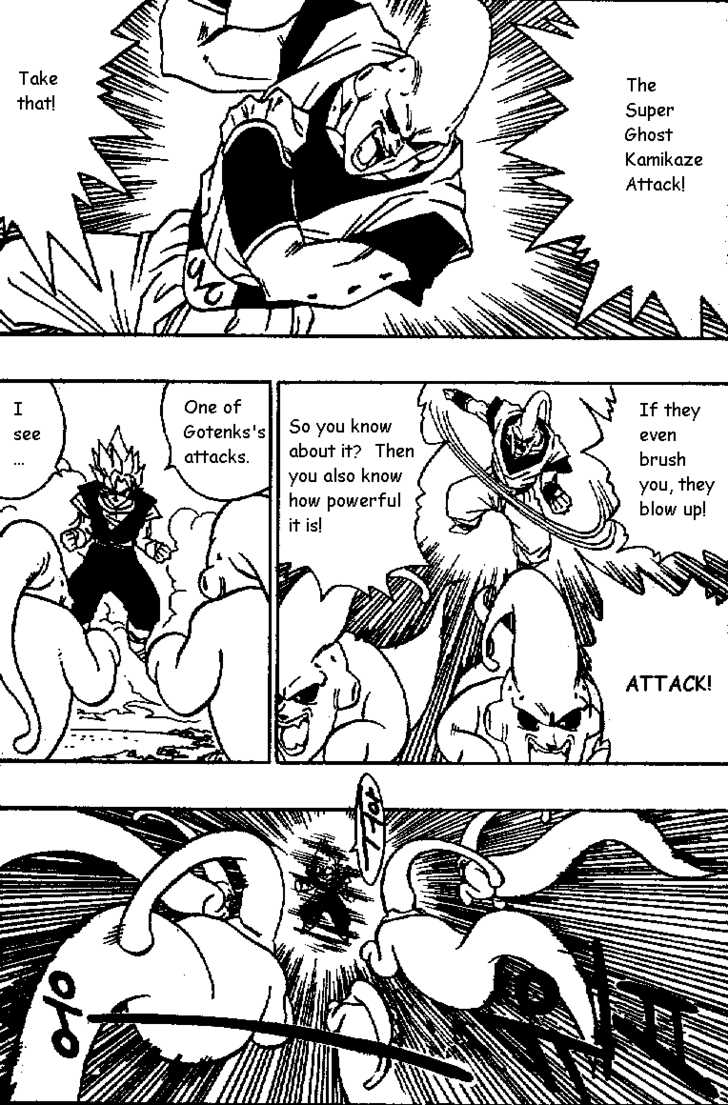 Take
that!
The
Super
Ghost
Kamikaze
Attack!
I
see
...
One of
Gotenks's
attacks.
So you know
about it? Then
you also know
how powerful
it is!
If they
even
brush
you, they
blow up!
ATTACK!